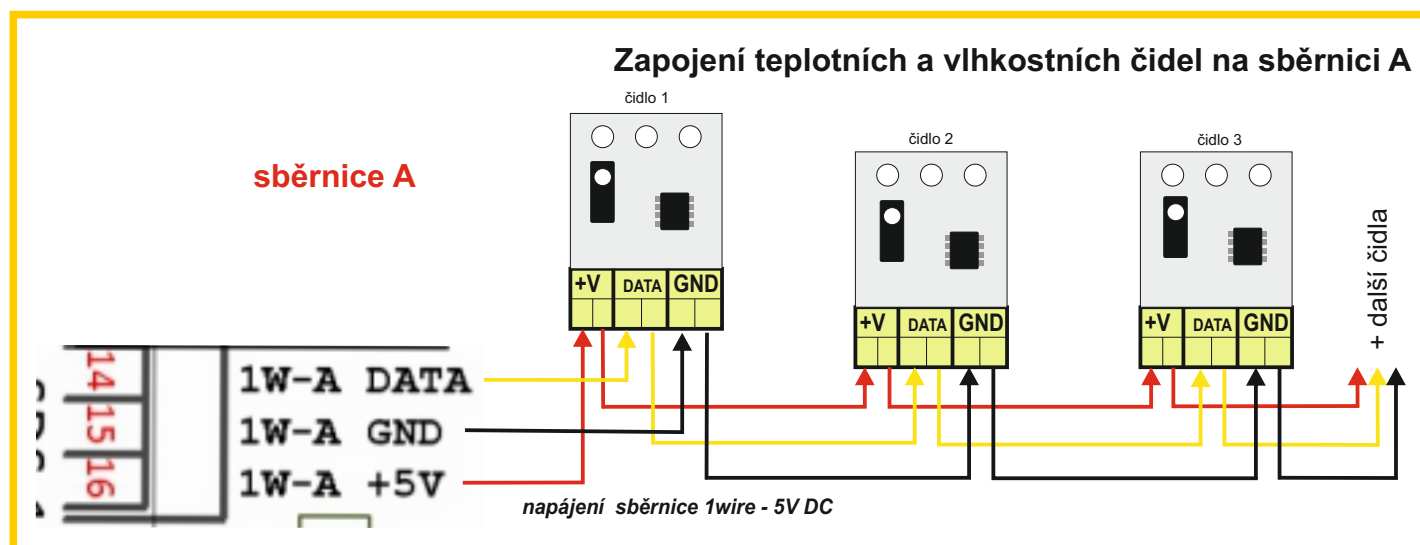 Zapojení teplotních a vlhkostních čidel na sběrnici A
čidlo 1
čidlo 2
čidlo 3
sběrnice A
+V DATA GND
+V DATA GND
+V DATA GND
+ další čidla
14
15
16
1W-A DATA
1W-A GND
1W-A +5V
napájení sběrnice 1wire - 5V DC